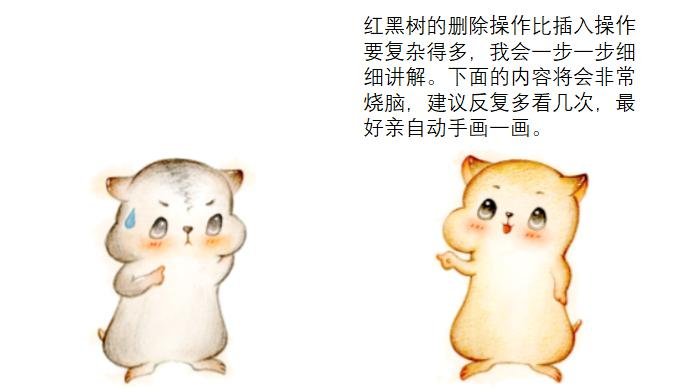 红黑树的删除操作比插入操作
要复杂得多，我会一步一步细
细讲解。下面的内容将会非常
烧脑，建议反复多看几次，最
好亲自动手画一画。